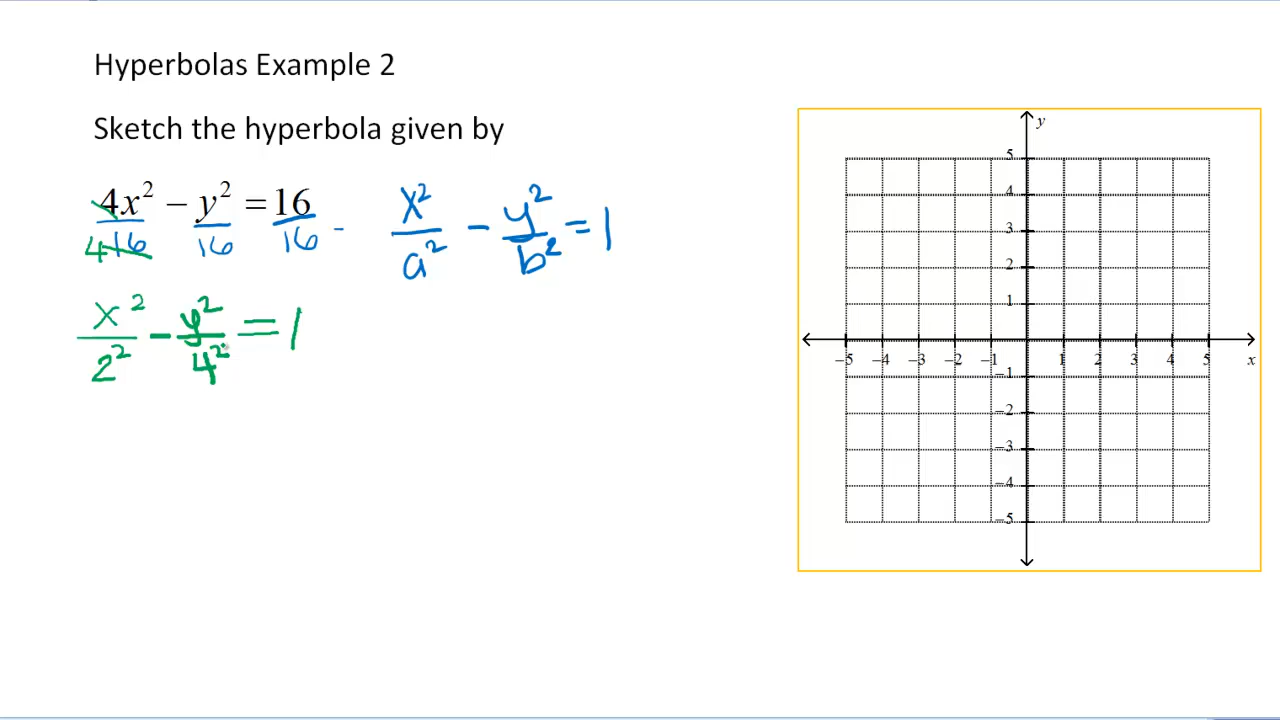 Hyperbolas Example 2
Sketch the hyperbola given by
4x² − y² = 16
4 16 16 16 -
x²/a² − y²/b² = 1
x²/2² − y²/4² = 1
y
5
4
3
2
1
−5 −4 −3 −2 −1 1 2 3 4 5 x
−1
−2
−3
−4
−5